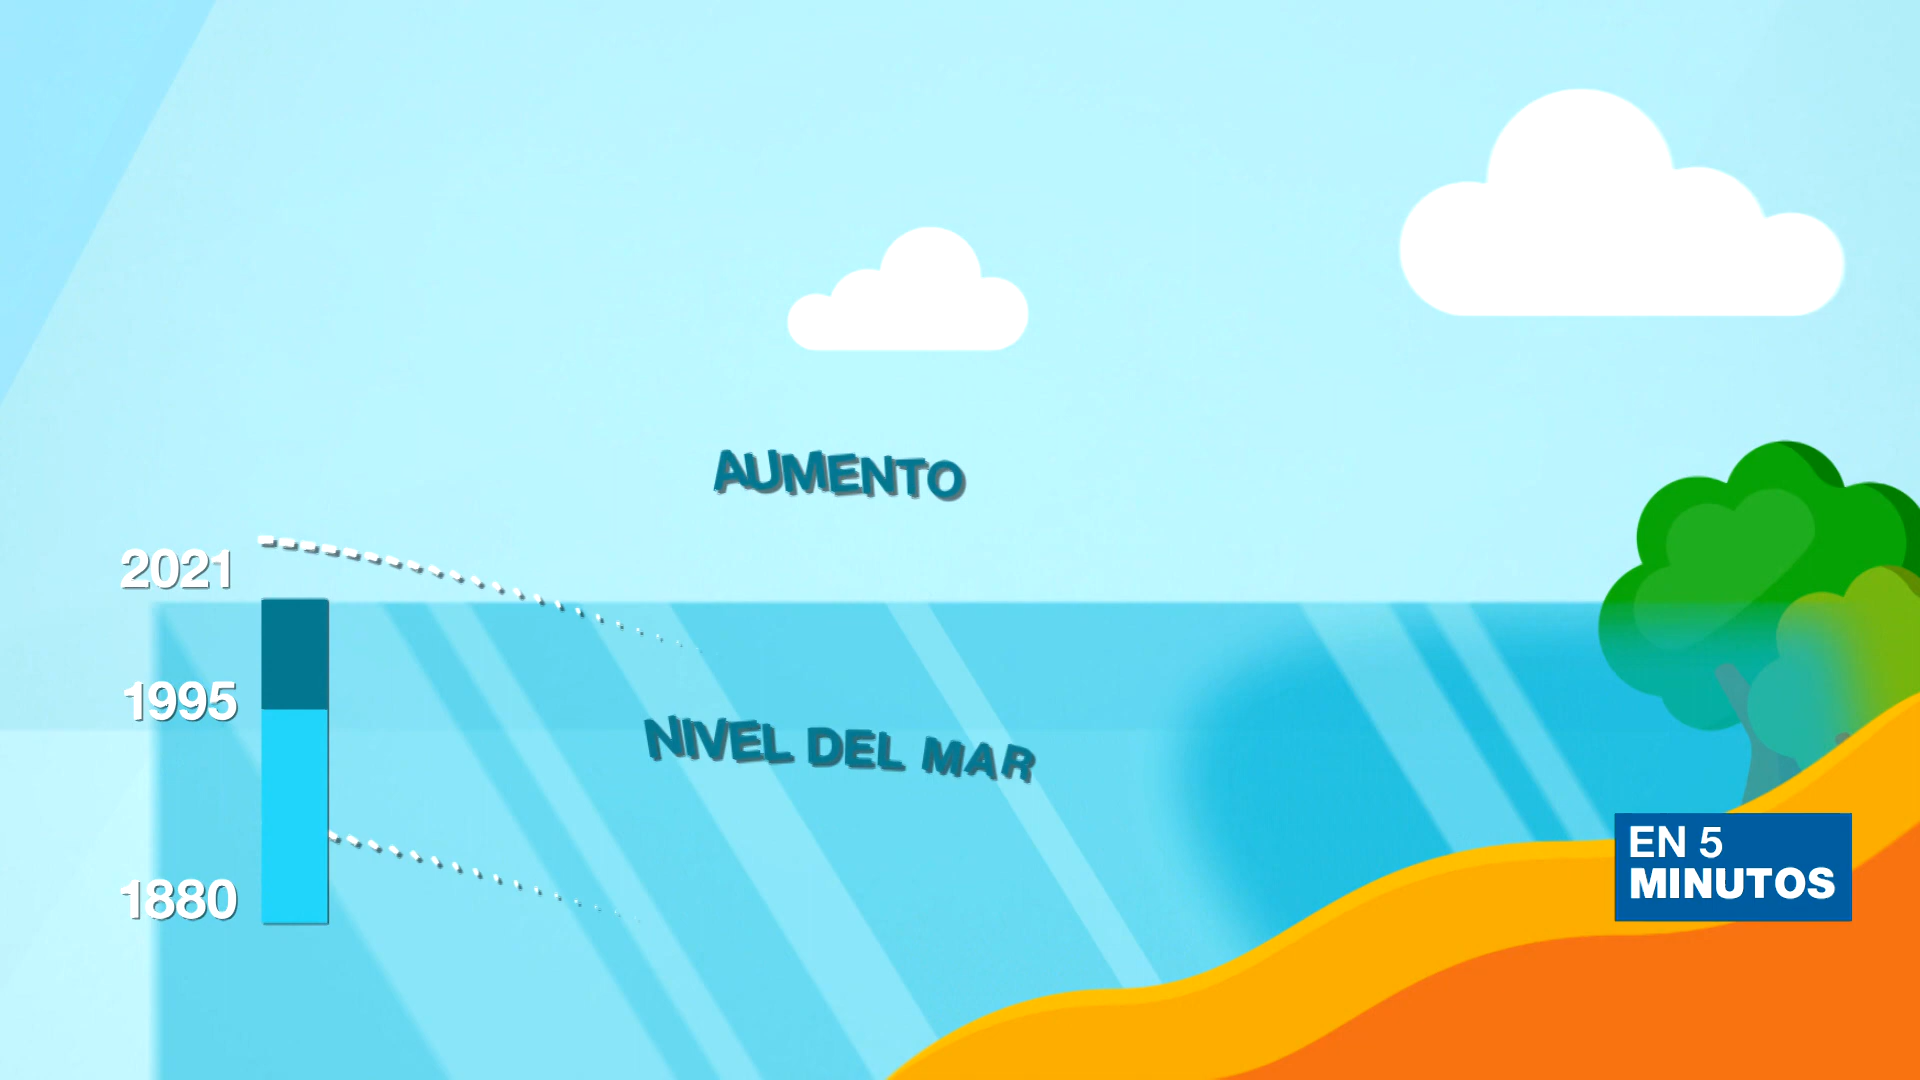 AUMENTO
2021
1995
NIVEL DEL MAR
1880
EN 5
MINUTOS